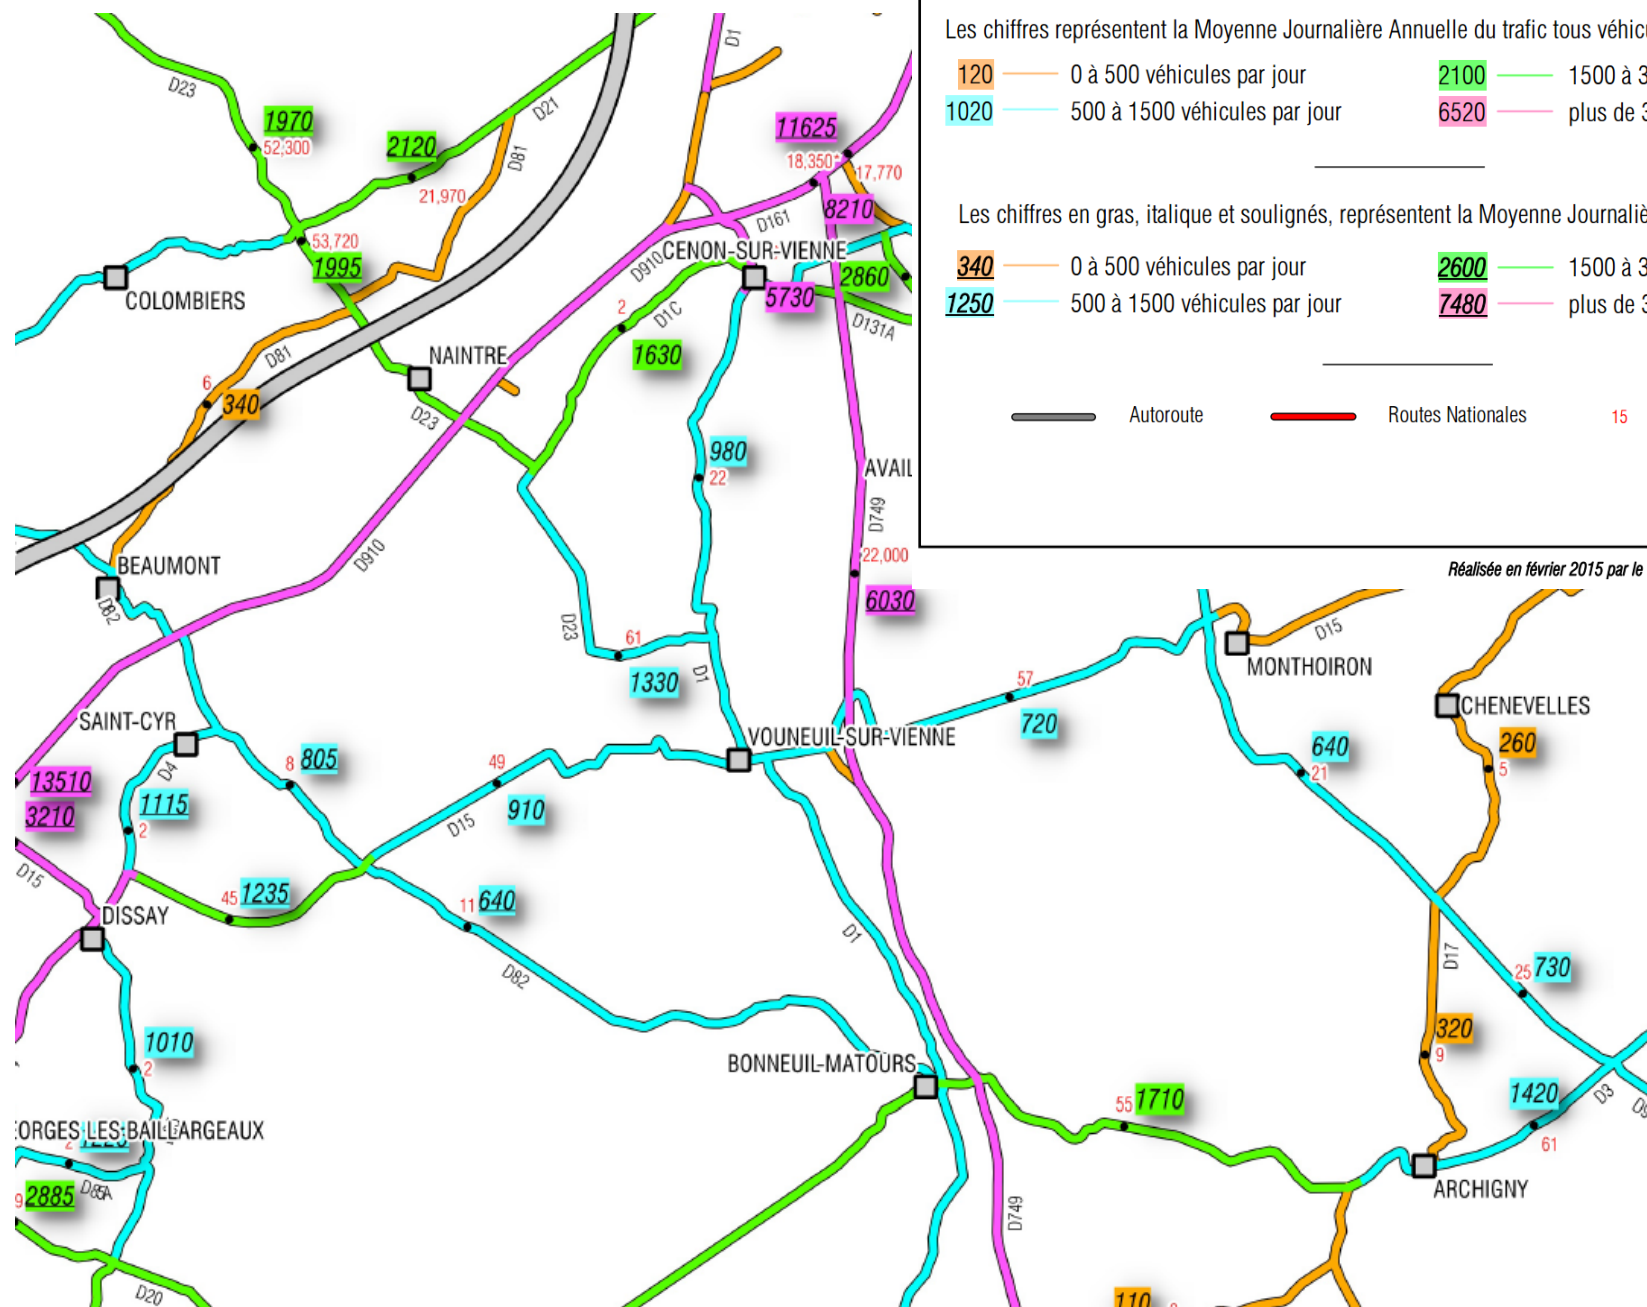 Les chiffres représentent la Moyenne Journalière Annuelle du trafic tous
120 0 à 500 véhicules par jour 2100 1500 à
1020 500 à 1500 véhicules par jour 6520 plus de
Les chiffres en gras, italique et soulignés, représentent la Moyenne
340 0 à 500 véhicules par jour 2600 1500 à
1250 500 à 1500 véhicules par jour 7480 plus de
Autoroute Routes Nationales 15
Réalisée en février 2015 par le
D1
D23
D21
1970
52,300
2120
11625
18,350
17,770
D81
21,970
8210
D161
53,720
CENON-SUR-VIENNE
D910
1995
2860
COLOMBIERS
5730
2
D1C
D131A
D81
NAINTRE
1630
6
340
D23
980
22
AVAIL
D749
D910
22,000
BEAUMONT
6030
D82
D23
61
D15
MONTHOIRON
1330
D1
57
CHENEVELLES
SAINT-CYR
720
VOUNEUIL-SUR-VIENNE
640
260
D4
8
805
49
21
5
13510
1115
910
3210
2
D15
D15
45
1235
11
640
DISSAY
D1
D17
D82
25
730
1010
320
2
BONNEUIL-MATOURS
9
55
1710
1420
D3
ORGES-LES-BAILLARGEAUX
2
61
D85A
9
2885
ARCHIGNY
D749
D20
110